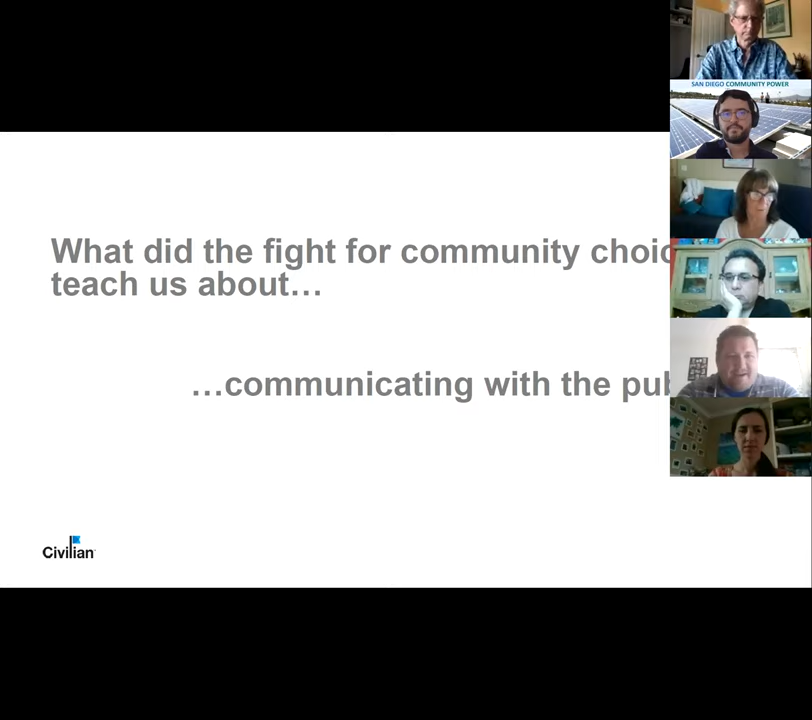 SAN DIEGO COMMUNITY POWER
What did the fight for community choic
teach us about…
…communicating with the pub
Civilian